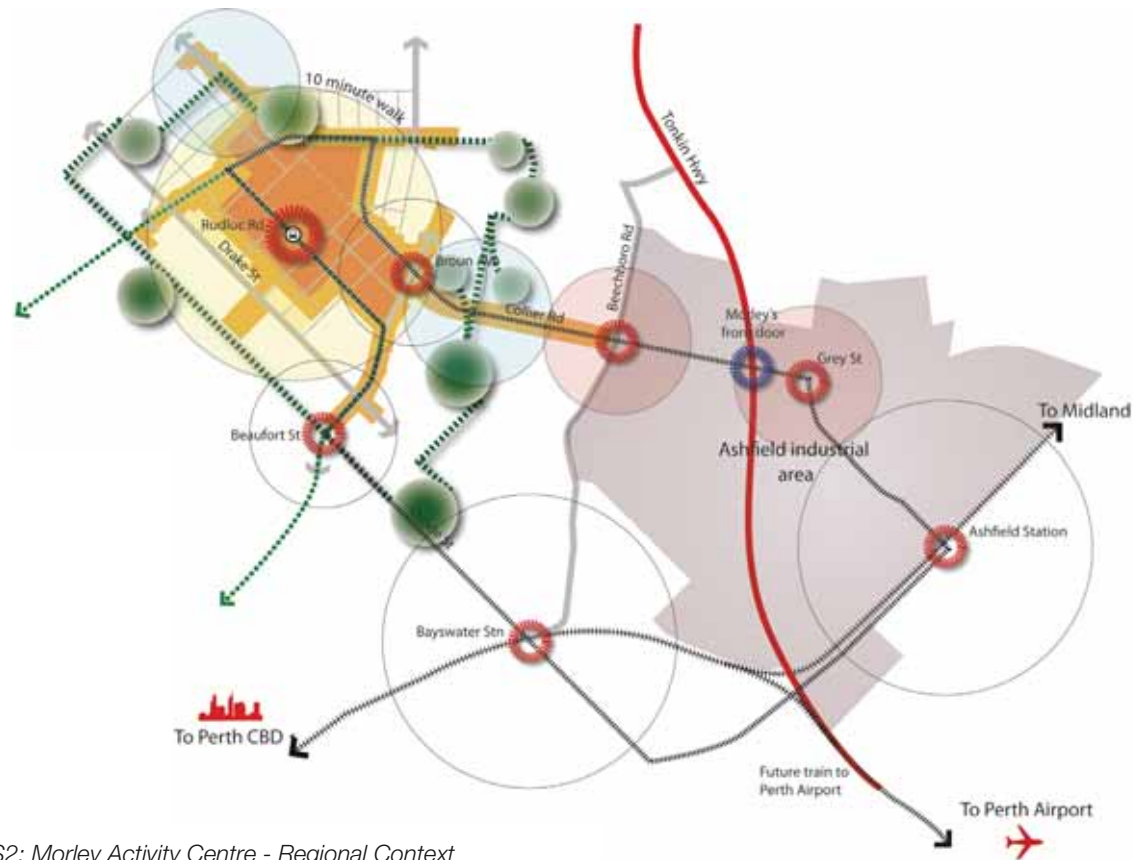 10 minute walk
Tonkin Hwy
Rudloc Rd
Drake St
Broun
Beechboro Rd
Collier Rd
Morley's
front door
Grey St
Beaufort St
To Midland
Ashfield industrial
area
Ashfield Station
Bayswater Stn
To Perth CBD
Future train to
Perth Airport
To Perth Airport
S2: Morley Activity Centre - Regional Context